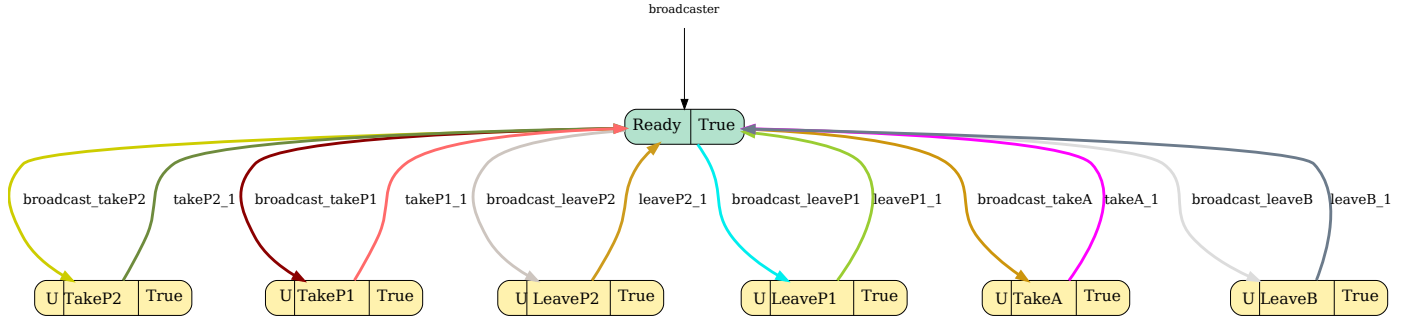 broadcaster
Ready True
broadcast_takeP2 takeP2_1 broadcast_takeP1 takeP1_1 broadcast_leaveP2 leaveP2_1 broadcast_leaveP1 leaveP1_1 broadcast_takeA takeA_1 broadcast_leaveB leaveB_1
U TakeP2 True U TakeP1 True U LeaveP2 True U LeaveP1 True U TakeA True U LeaveB True